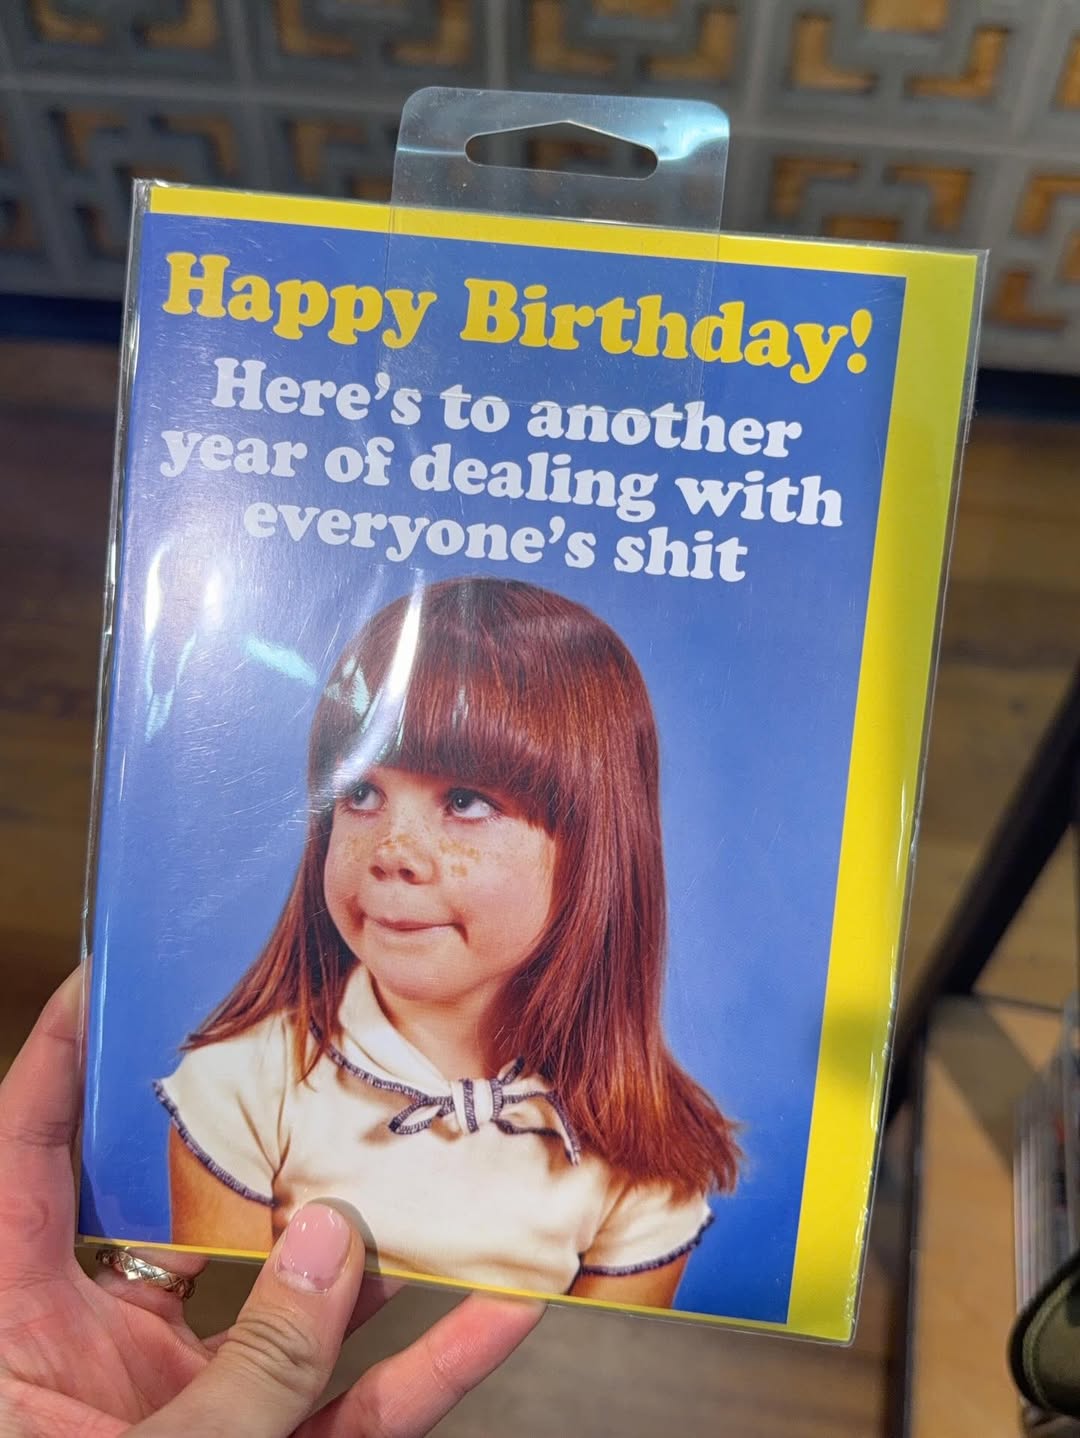 Happy Birthday!
Here's to another
year of dealing with
everyone's shit